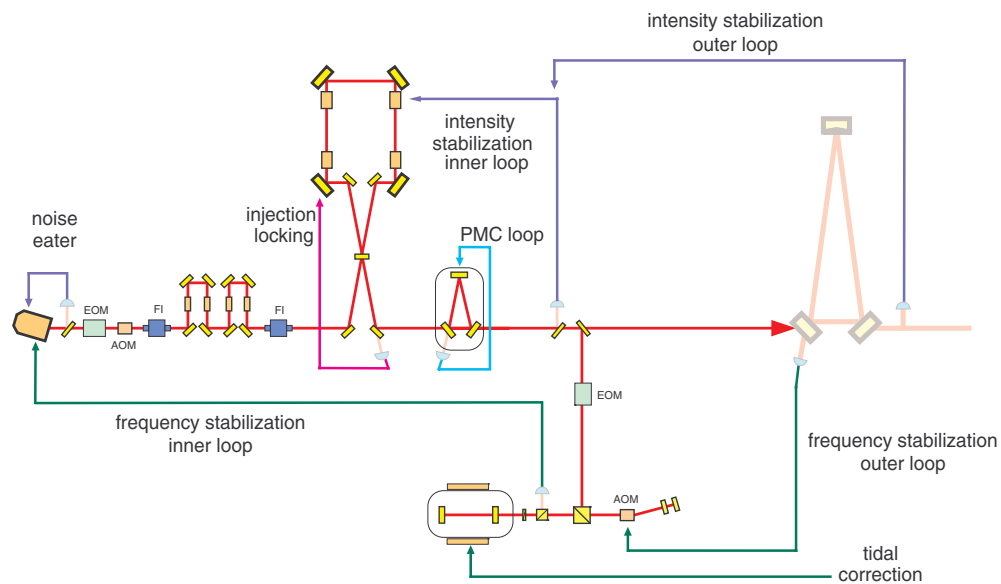 intensity stabilization
outer loop
intensity
stabilization
inner loop
noise
eater
injection
locking
PMC loop
EOM
AOM
FI
FI
EOM
frequency stabilization
inner loop
frequency stabilization
outer loop
AOM
tidal
correction